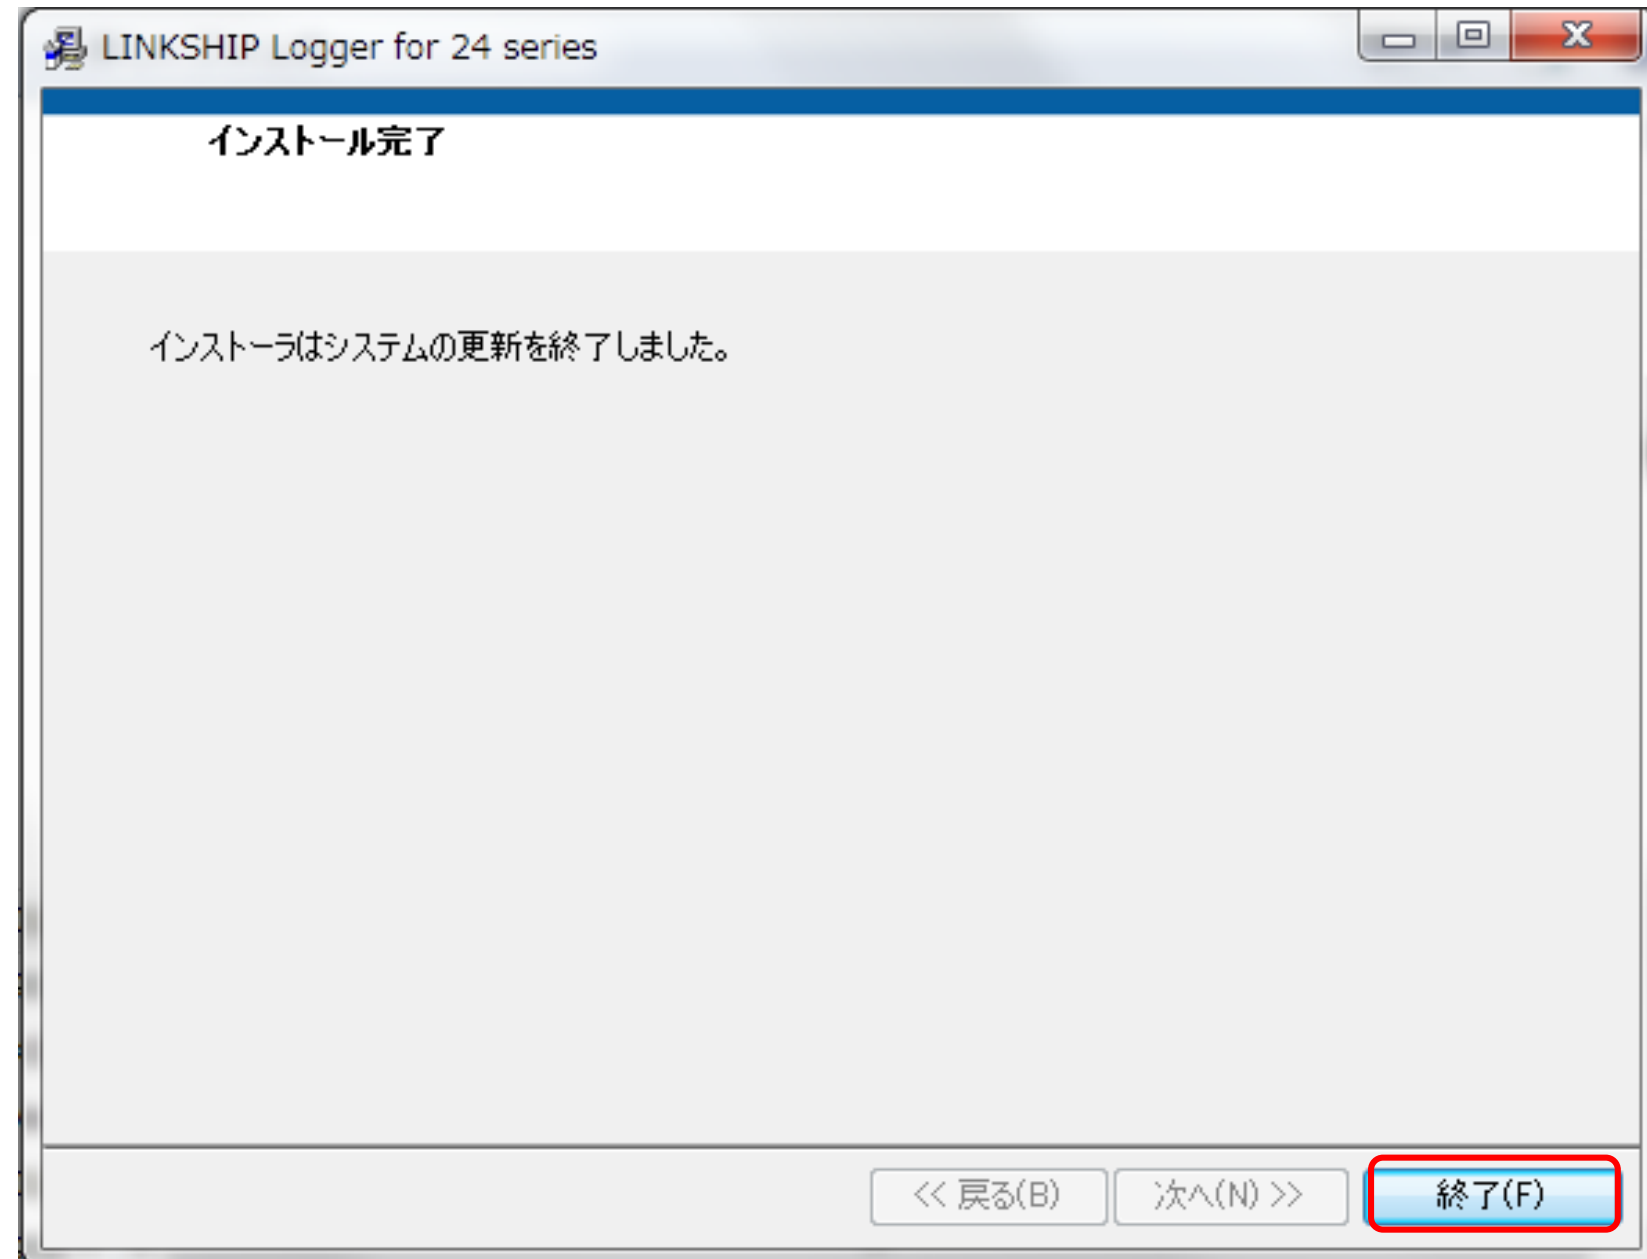 LINKSHIP Logger for 24 series
インストール完了
インストーラはシステムの更新を終了しました。
<< 戻る(B)
次へ(N) >>
終了(F)